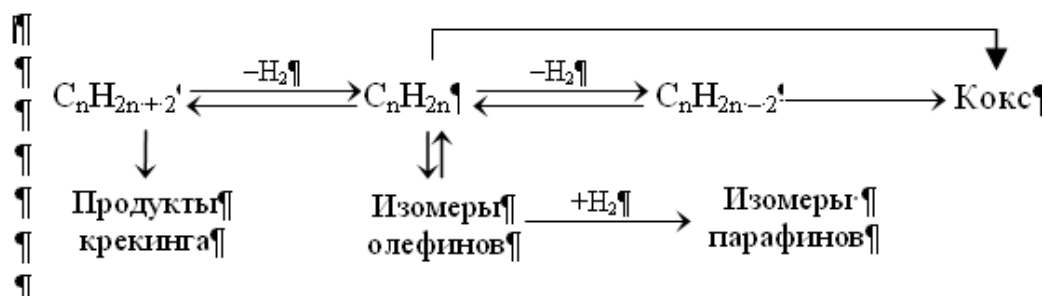 ¶
¶
–H₂¶ –H₂¶
¶ CₙH₂ₙ₊₂ CₙH₂ₙ¶ CₙH₂ₙ₋₂ Кокс¶
¶
¶
¶ Продукты¶ Изомеры¶ +H₂¶ Изомеры·¶
¶ крекинга¶ олефинов¶ парафинов¶
¶